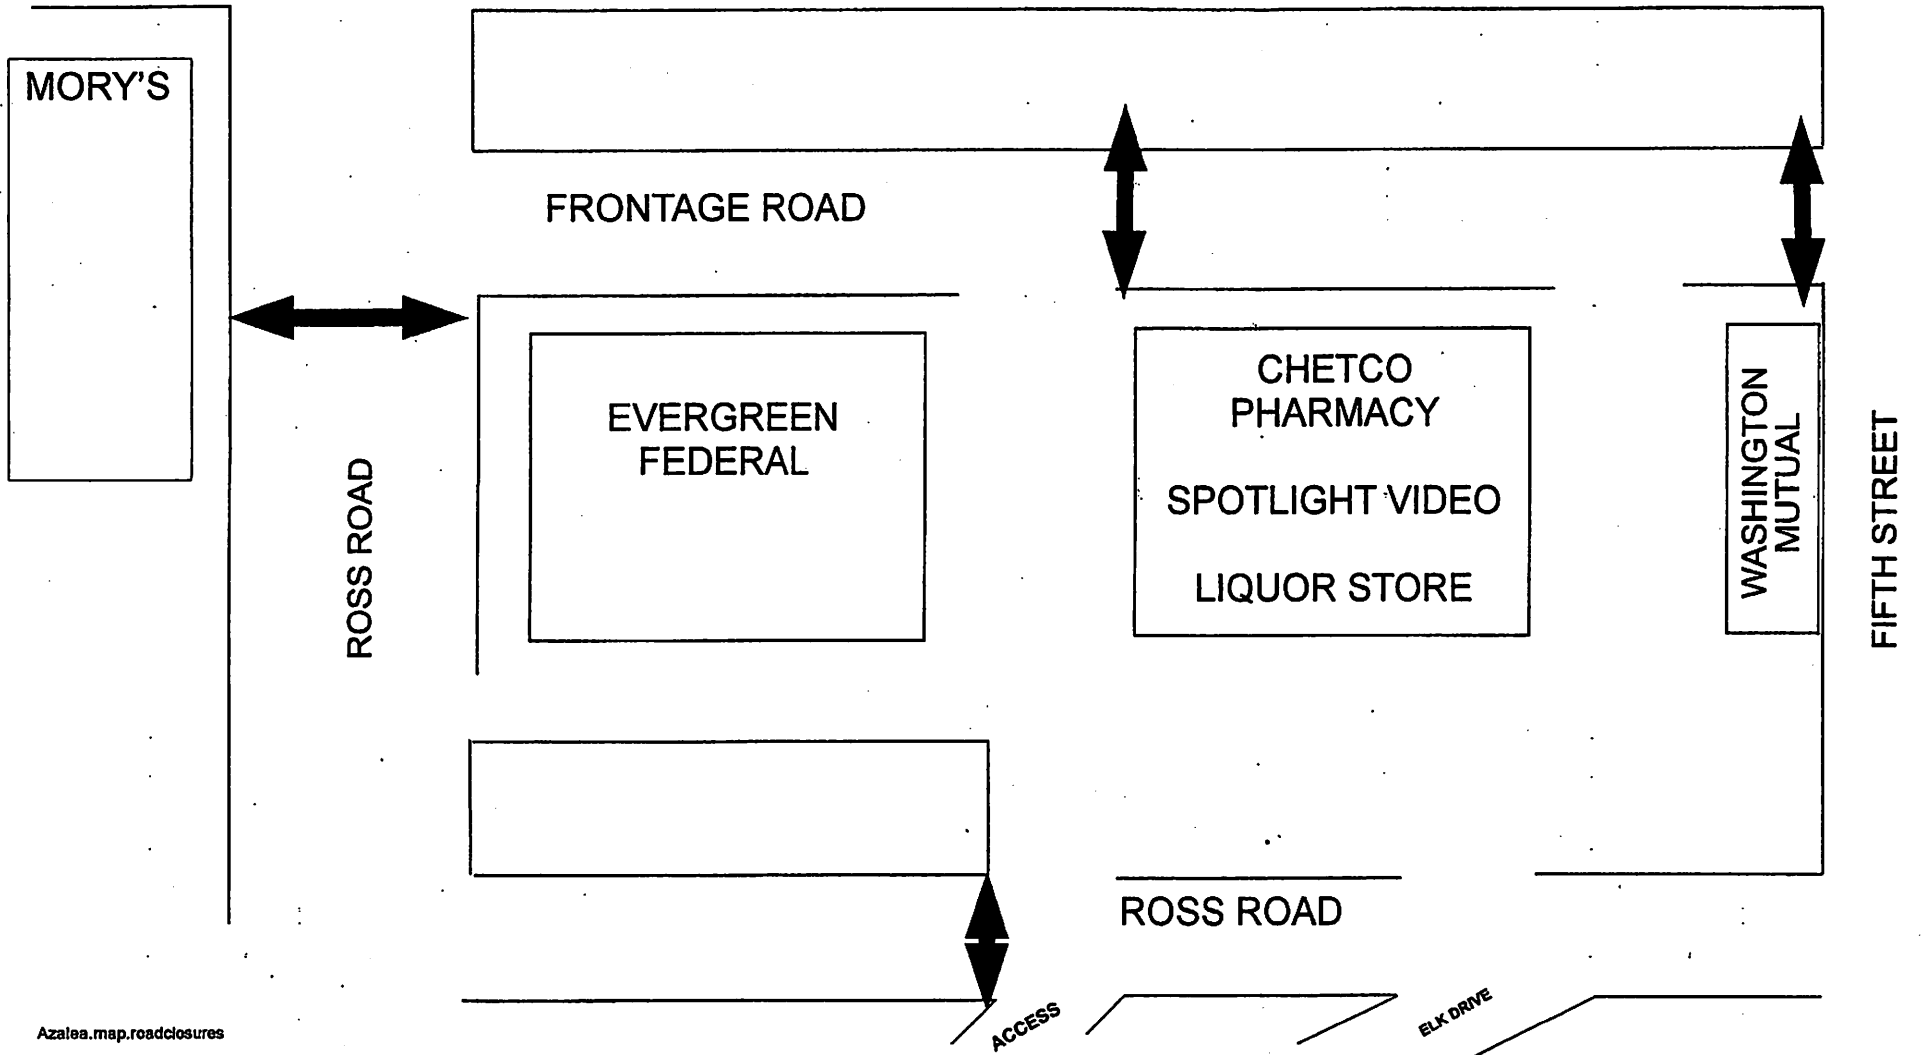 MORY'S
FRONTAGE ROAD
EVERGREEN
FEDERAL
CHETCO
PHARMACY
SPOTLIGHT VIDEO
LIQUOR STORE
WASHINGTON
MUTUAL
FIFTH STREET
ROSS ROAD
ROSS ROAD
ACCESS
ELK DRIVE
Azalea.map.roadclosures